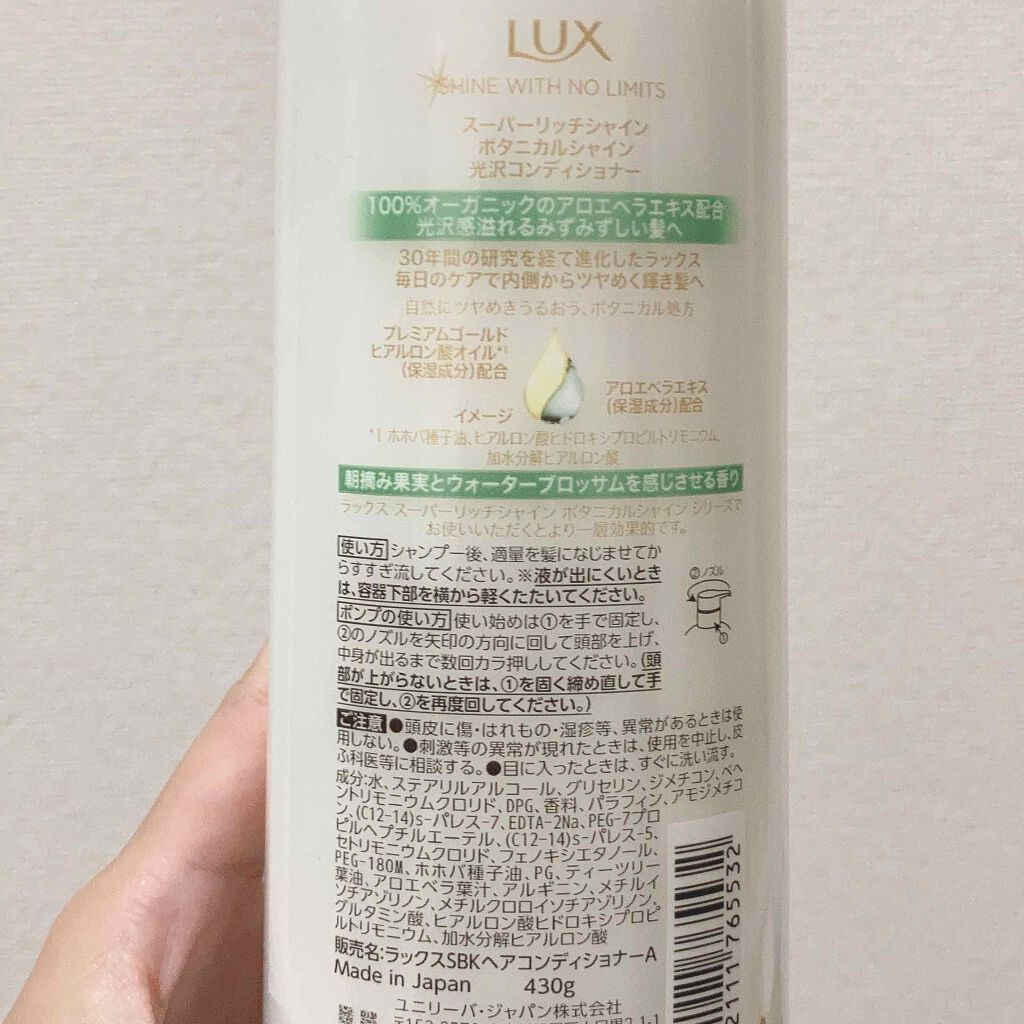 LUX
SHINE WITH NO LIMITS
スーパーリッチシャイン
ボタニカルシャイン
光沢コンディショナー
100%オーガニックのアロエベラエキス配合
光沢感溢れるみずみずしい髪へ
30年間の研究を経て進化したラックス
毎日のケアで内側からツヤめく輝き髪へ
自然にツヤめきうるおう、ボタニカル処方
プレミアムゴールド
ヒアルロン酸オイル*1
(保湿成分)配合
アロエベラエキス
(保湿成分)配合
イメージ
*1 ホホバ種子油、ヒアルロン酸ヒドロキシプロピルトリモニウム、
加水分解ヒアルロン酸
朝摘み果実とウォーターブロッサムを感じさせる香り
ラックス スーパーリッチシャイン ボタニカルシャイン シリーズで
お使いいただくとより一層効果的です。
使い方 シャンプー後、適量を髪になじませてか
らすすぎ流してください。※液が出にくいとき
は、容器下部を横から軽くたたいてください。
②ノズル
①
ポンプの使い方 使い始めは①を手で固定し、
②のノズルを矢印の方向に回して頭部を上げ、
中身が出るまで数回カラ押ししてください。(頭
部が上がらないときは、①を固く締め直して手
で固定し、②を再度回してください。)
ご注意 ●頭皮に傷・はれもの・湿疹等、異常があるときは使
用しない。●刺激等の異常が現れたときは、使用を中止し、皮
ふ科医等に相談する。●目に入ったときは、すぐに洗い流す。
成分:水、ステアリルアルコール、グリセリン、ジメチコン、ベヘ
ントリモニウムクロリド、DPG、香料、パラフィン、アモジメチコ
ン、(C12-14)s-パレス-7、EDTA-2Na、PEG-7プロ
ピルヘプチルエーテル、(C12-14)s-パレス-5、
セトリモニウムクロリド、フェノキシエタノール、
PEG-180M、ホホバ種子油、PG、ティーツリー
葉油、アロエベラ葉汁、アルギニン、メチルイ
ソチアゾリノン、メチルクロロイソチアゾリノン、
グルタミン酸、ヒアルロン酸ヒドロキシプロピ
ルトリモニウム、加水分解ヒアルロン酸
販売名:ラックスSBKヘアコンディショナーA
Made in Japan 430g
ユニリーバ・ジャパン株式会社
2111 765532